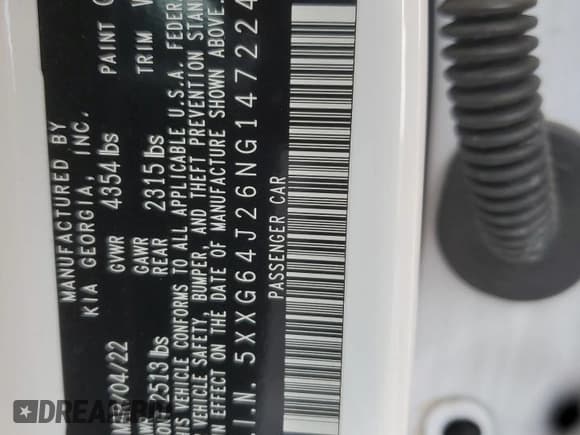 MANUFACTURED BY
KIA GEORGIA, INC.
/04/22 GVWR 4354 lbs PAINT
2513 lbs GAWR REAR 2315 lbs TRIM
VEHICLE CONFORMS TO ALL APPLICABLE U.S.A. FEDER
VEHICLE SAFETY, BUMPER, AND THEFT PREVENTION STAN
EFFECT ON THE DATE OF MANUFACTURE SHOWN ABOVE.
I.N. 5XXG64J26NG147224
PASSENGER CAR
DREAM